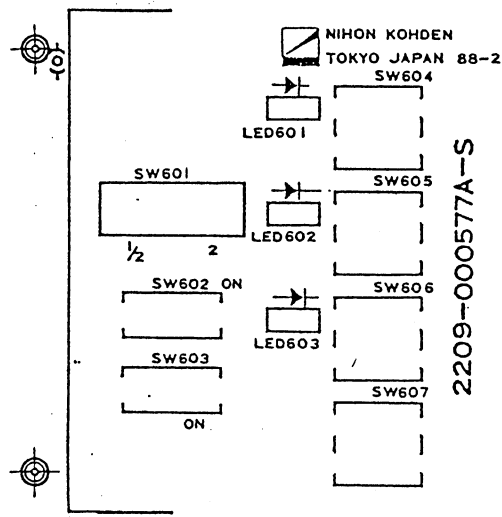 NIHON KOHDEN
TOKYO JAPAN 88-2
-(0)-
SW604
LED601
SW601
1/2 2
SW605
LED602
SW602 ON
SW606
LED603
SW603
ON
SW607
2209-000577A-S